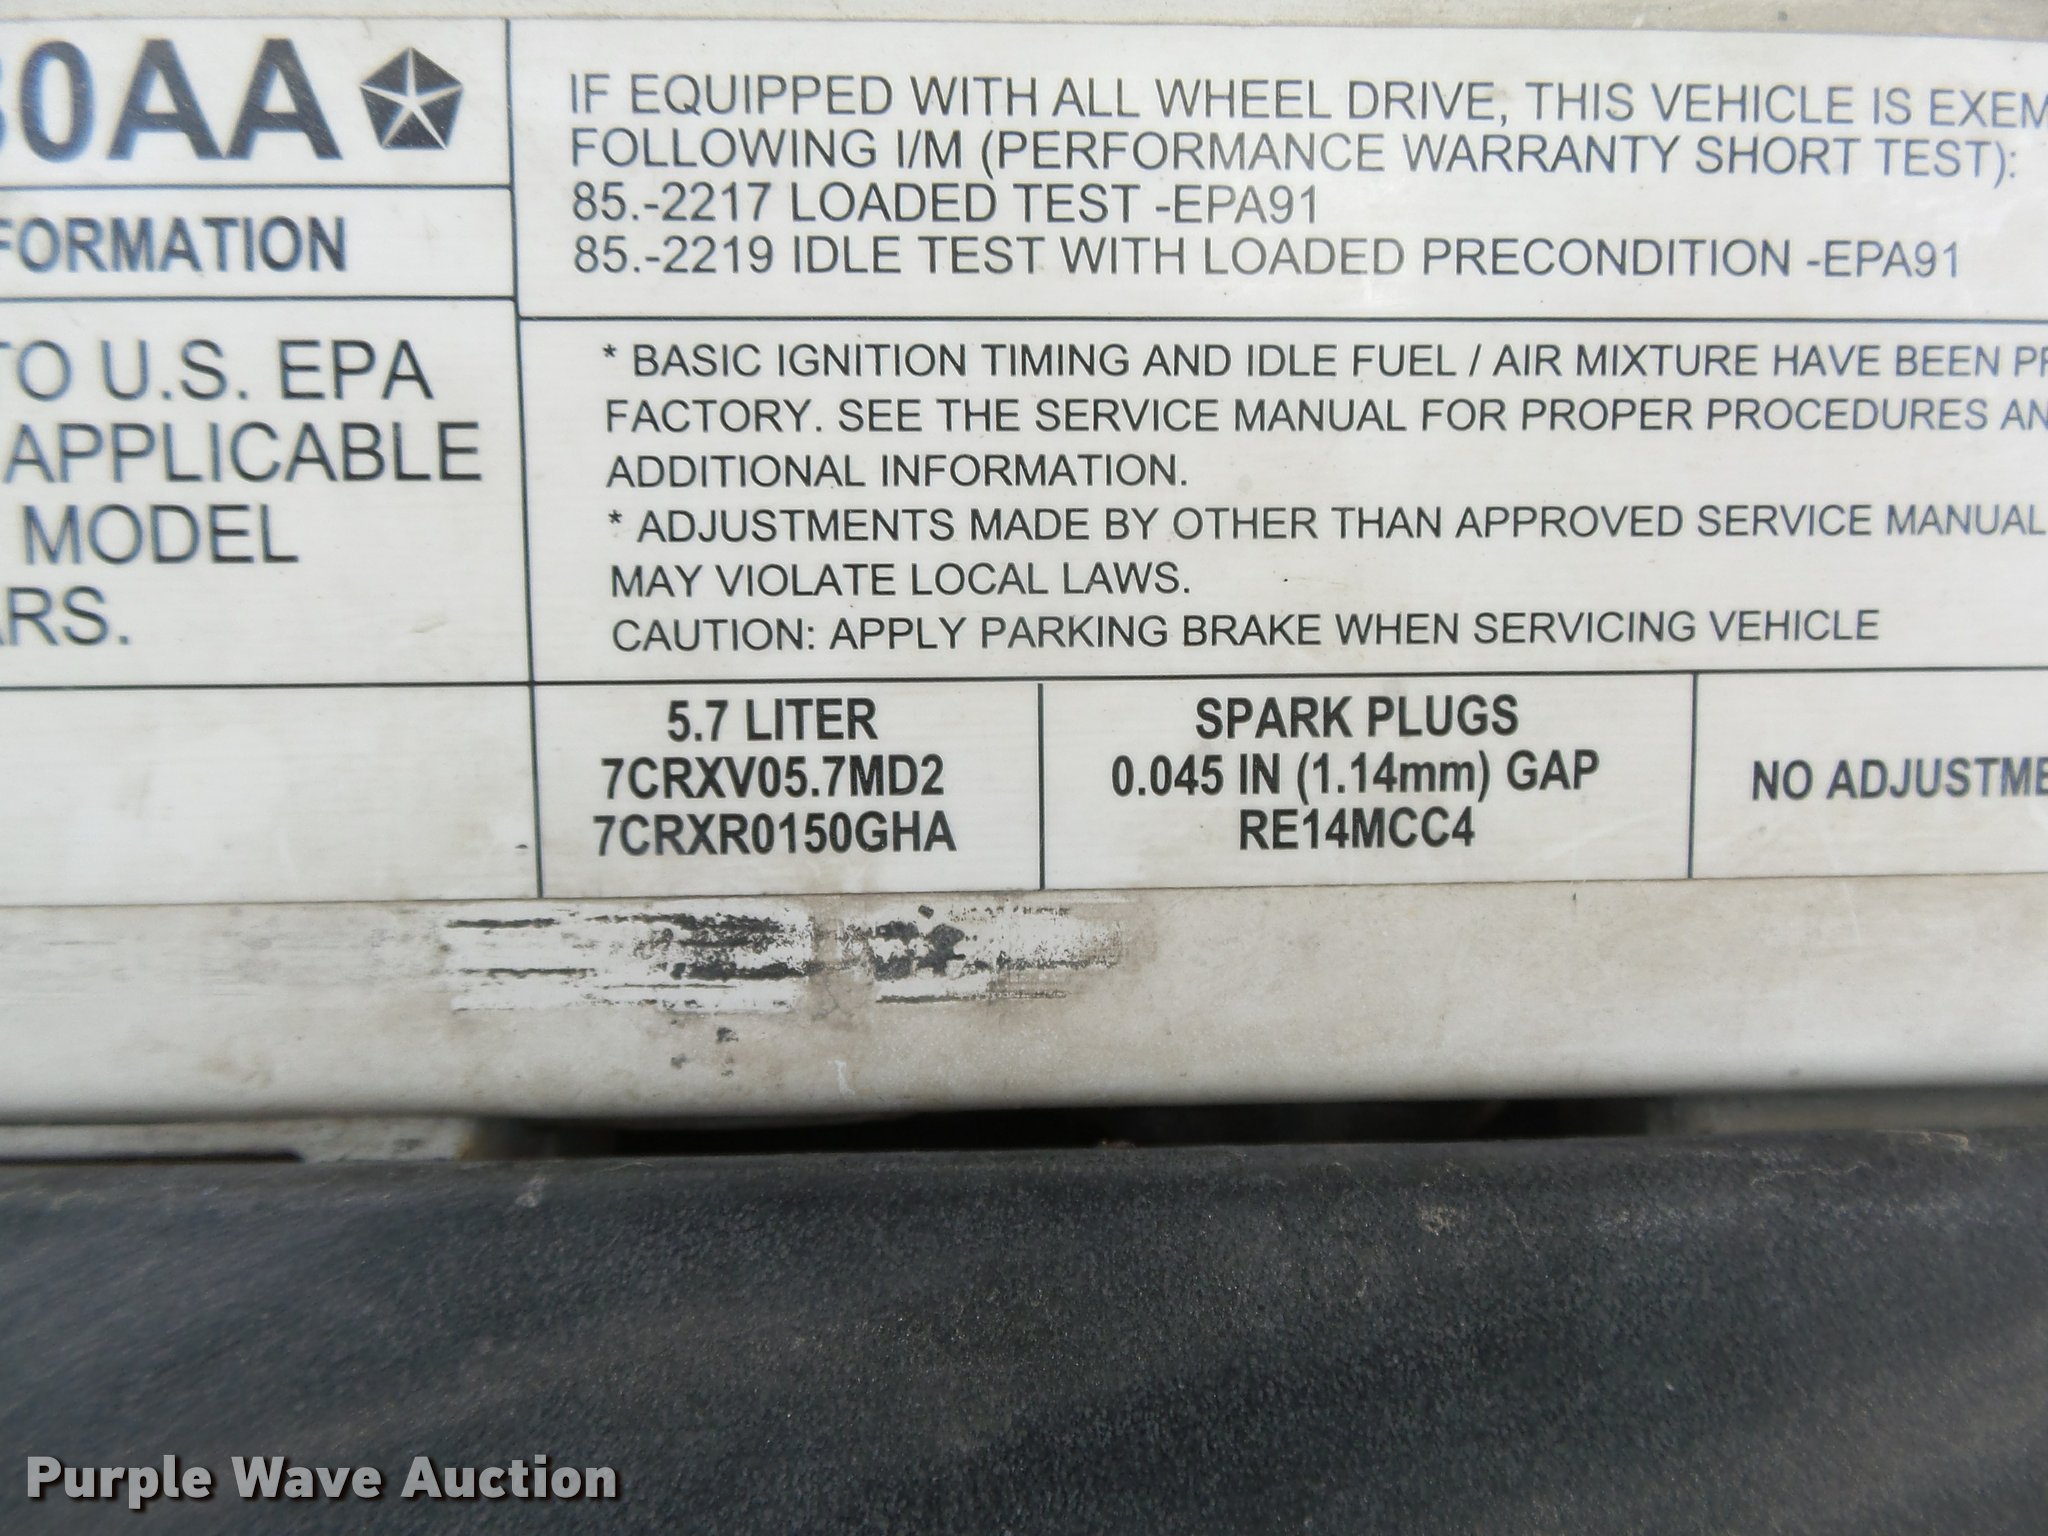 0AA
FORMATION
TO U.S. EPA
APPLICABLE
MODEL
ARS.
IF EQUIPPED WITH ALL WHEEL DRIVE, THIS VEHICLE IS EXEM
FOLLOWING I/M (PERFORMANCE WARRANTY SHORT TEST):
85.-2217 LOADED TEST -EPA91
85.-2219 IDLE TEST WITH LOADED PRECONDITION -EPA91
* BASIC IGNITION TIMING AND IDLE FUEL / AIR MIXTURE HAVE BEEN PR
FACTORY. SEE THE SERVICE MANUAL FOR PROPER PROCEDURES AN
ADDITIONAL INFORMATION.
* ADJUSTMENTS MADE BY OTHER THAN APPROVED SERVICE MANUAL
MAY VIOLATE LOCAL LAWS.
CAUTION: APPLY PARKING BRAKE WHEN SERVICING VEHICLE
5.7 LITER
7CRXV05.7MD2
7CRXR0150GHA
SPARK PLUGS
0.045 IN (1.14mm) GAP
RE14MCC4
NO ADJUSTME
Purple Wave Auction